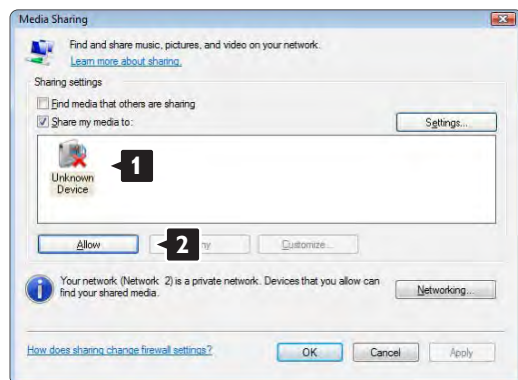 Media Sharing
Find and share music, pictures, and video on your network.
Learn more about sharing.
Sharing settings
Find media that others are sharing
Share my media to:
Settings...
Unknown
Device
1
Allow
2
Customize...
Your network (Network 2) is a private network. Devices that you allow can
find your shared media.
Networking...
How does sharing change firewall settings?
OK
Cancel
Apply